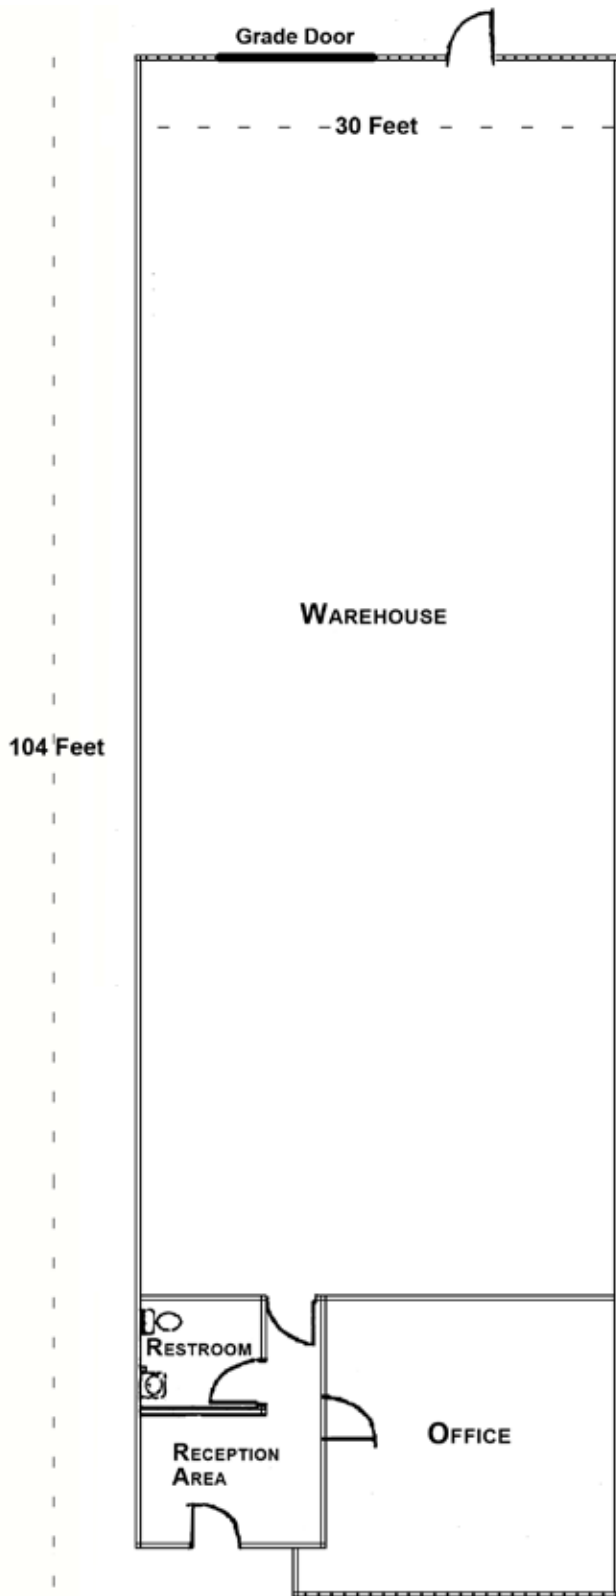 Grade Door
30 Feet
WAREHOUSE
104 Feet
RESTROOM
OFFICE
RECEPTION
AREA